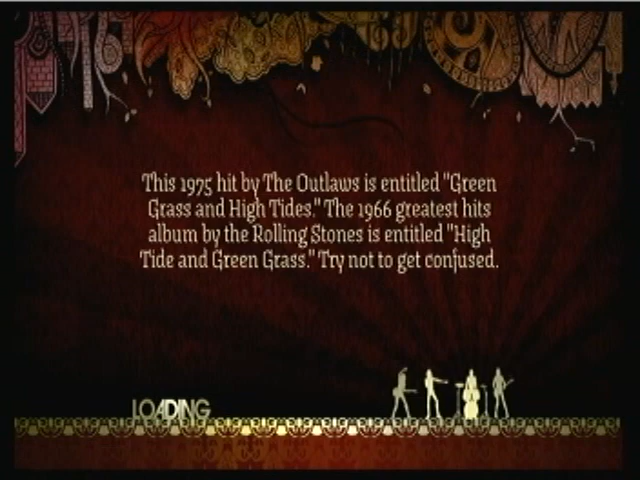 This 1975 hit by The Outlaws is entitled "Green
Grass and High Tides." The 1966 greatest hits
album by the Rolling Stones is entitled "High
Tide and Green Grass." Try not to get confused.
LOADING